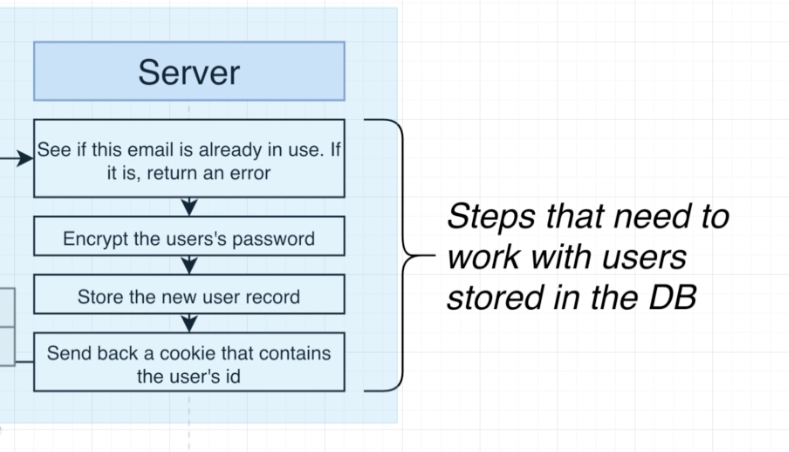 Server
See if this email is already in use. If
it is, return an error
Encrypt the users's password
Store the new user record
Send back a cookie that contains
the user's id
Steps that need to
work with users
stored in the DB